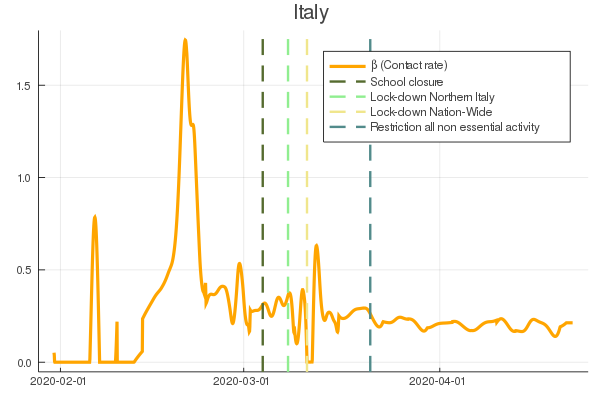 Italy
1.5
1.0
0.5
0.0
β (Contact rate)
School closure
Lock-down Northern Italy
Lock-down Nation-Wide
Restriction all non essential activity
2020-02-01 2020-03-01 2020-04-01